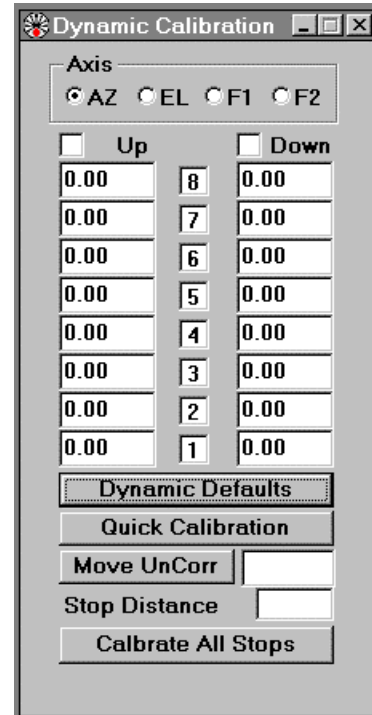 Dynamic Calibration
Axis
AZ EL F1 F2
Up Down
0.00 8 0.00
0.00 7 0.00
0.00 6 0.00
0.00 5 0.00
0.00 4 0.00
0.00 3 0.00
0.00 2 0.00
0.00 1 0.00
Dynamic Defaults
Quick Calibration
Move UnCorr
Stop Distance
Calbrate All Stops